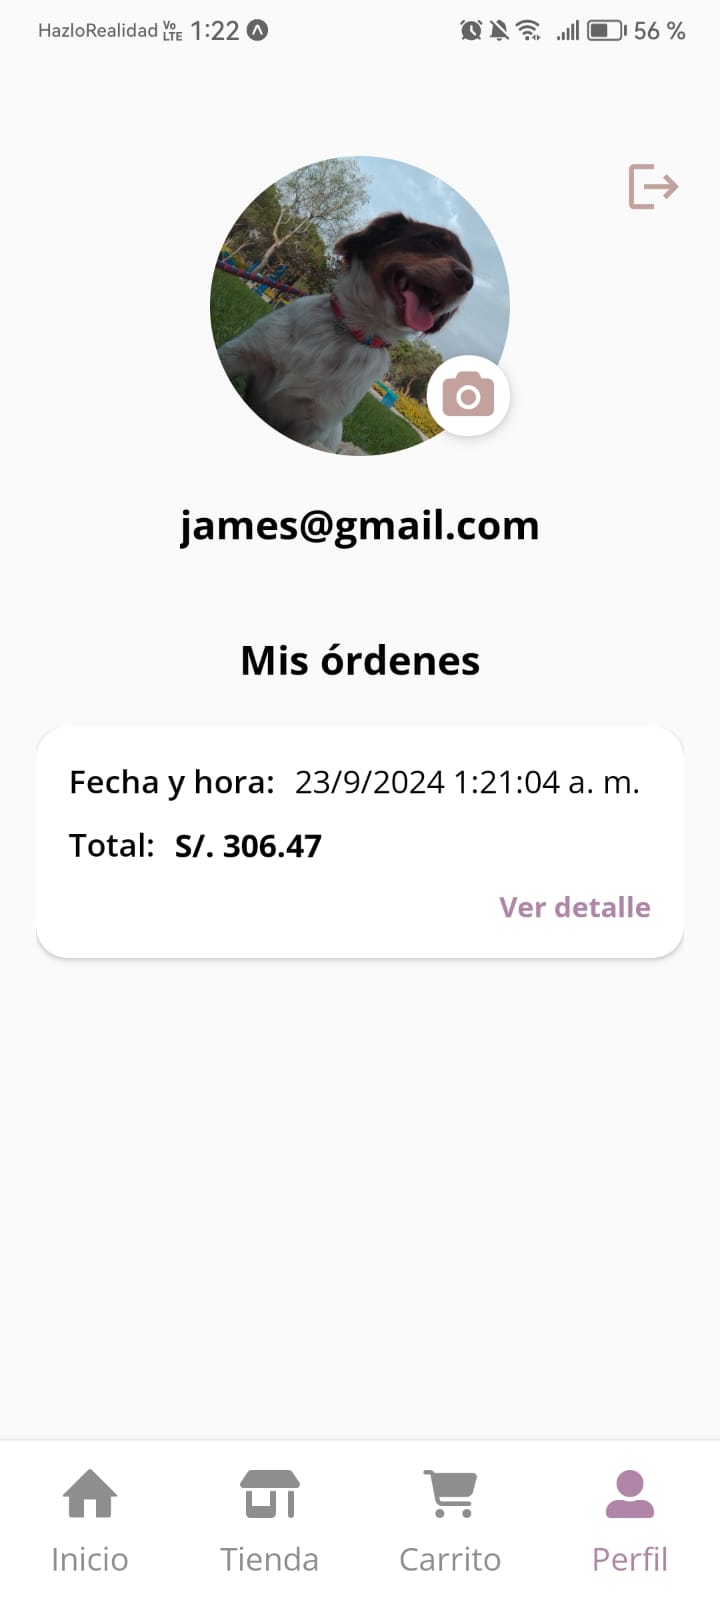 HazloRealidad Vo LTE 1:22 56 %
james@gmail.com
Mis órdenes
Fecha y hora: 23/9/2024 1:21:04 a. m.
Total: S/. 306.47
Ver detalle
Inicio Tienda Carrito Perfil